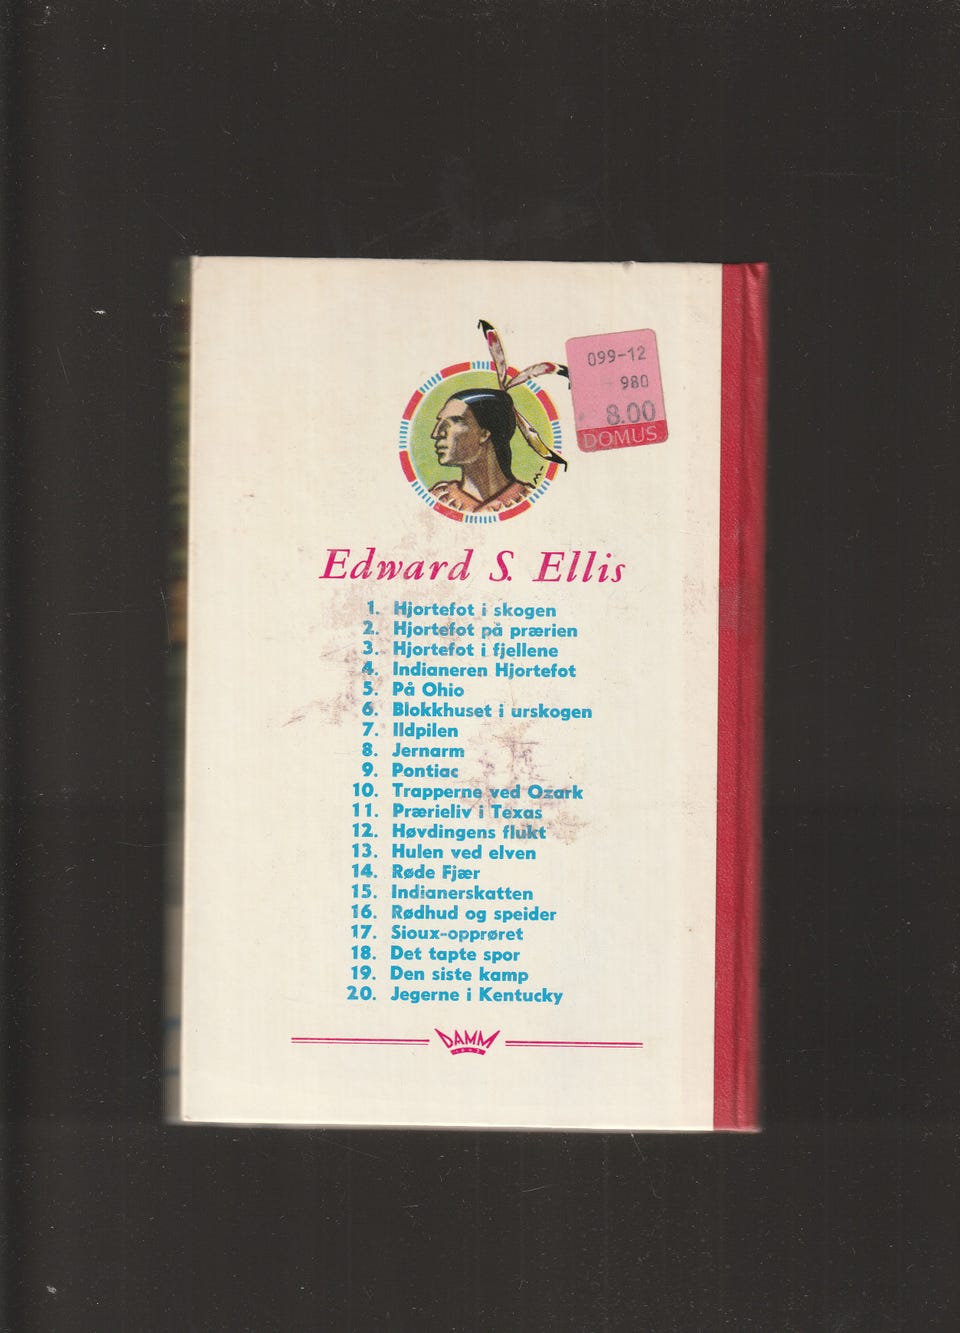 099-12
980
8.00
DOMUS
Edward S. Ellis
1. Hjortefot i skogen
2. Hjortefot på prærien
3. Hjortefot i fjellene
4. Indianeren Hjortefot
5. På Ohio
6. Blokkhuset i urskogen
7. Ildpilen
8. Jernarm
9. Pontiac
10. Trapperne ved Ozark
11. Prærieliv i Texas
12. Høvdingens flukt
13. Hulen ved elven
14. Røde Fjær
15. Indianerskatten
16. Rødhud og speider
17. Sioux-opprøret
18. Det tapte spor
19. Den siste kamp
20. Jegerne i Kentucky
DAMM